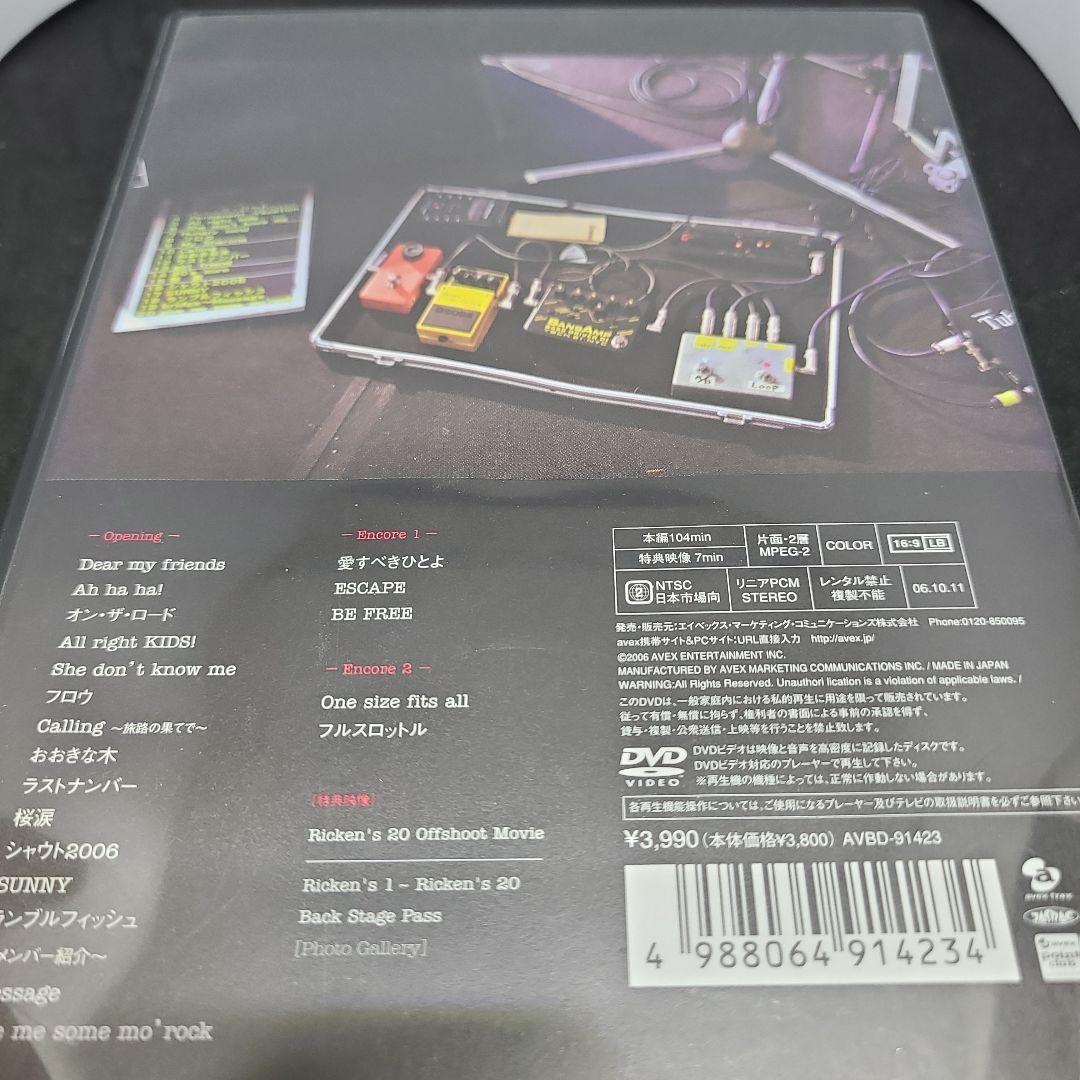 SANSAMP
LOOP
— Opening —
Dear my friends
Ah ha ha!
オン・ザ・ロード
All right KIDS!
She don't know me
フロウ
Calling ～旅路の果てで～
おおきな木
ラストナンバー
桜涙
シャウト2006
SUNNY
ランブルフィッシュ
メンバー紹介～
ssage
me some mo'rock
— Encore 1 —
愛すべきひとよ
ESCAPE
BE FREE
— Encore 2 —
One size fits all
フルスロットル
[特典映像]
Ricken's 20 Offshoot Movie
Ricken's 1 ~ Ricken's 20
Back Stage Pass
[Photo Gallery]
本編104min
特典映像 7min
片面・2層
MPEG-2
COLOR
16:9 LB
2
NTSC
日本市場向
リニアPCM
STEREO
レンタル禁止
複製不能
06.10.11
発売・販売元：エイベックス・マーケティング・コミュニケーションズ株式会社 Phone:0120-850095
avex携帯サイト&PCサイト：URL直接入力 http://avex.jp/
©2006 AVEX ENTERTAINMENT INC.
MANUFACTURED BY AVEX MARKETING COMMUNICATIONS INC. / MADE IN JAPAN
WARNING:All Rights Reserved. Unauthori lication is a violation of applicable laws. /
このDVDは、一般家庭内における私的再生に用途を限って販売されています。
従って有償・無償に拘らず、権利者の書面による事前の承認を得ず、
貸与・複製・公衆送信・上映等を行うことを禁止致します。
DVD
VIDEO
DVDビデオは映像と音声を高密度に記録したディスクです。
DVDビデオ対応のプレーヤーで再生して下さい。
※再生機の機種によっては、正常に作動しない場合があります。
各再生機能操作については、ご使用になるプレーヤー及びテレビの取扱説明書を必ずご参照下さい
¥3,990（本体価格¥3,800） AVBD-91423
4 988064 914234
a
avex trax
avex
point
club